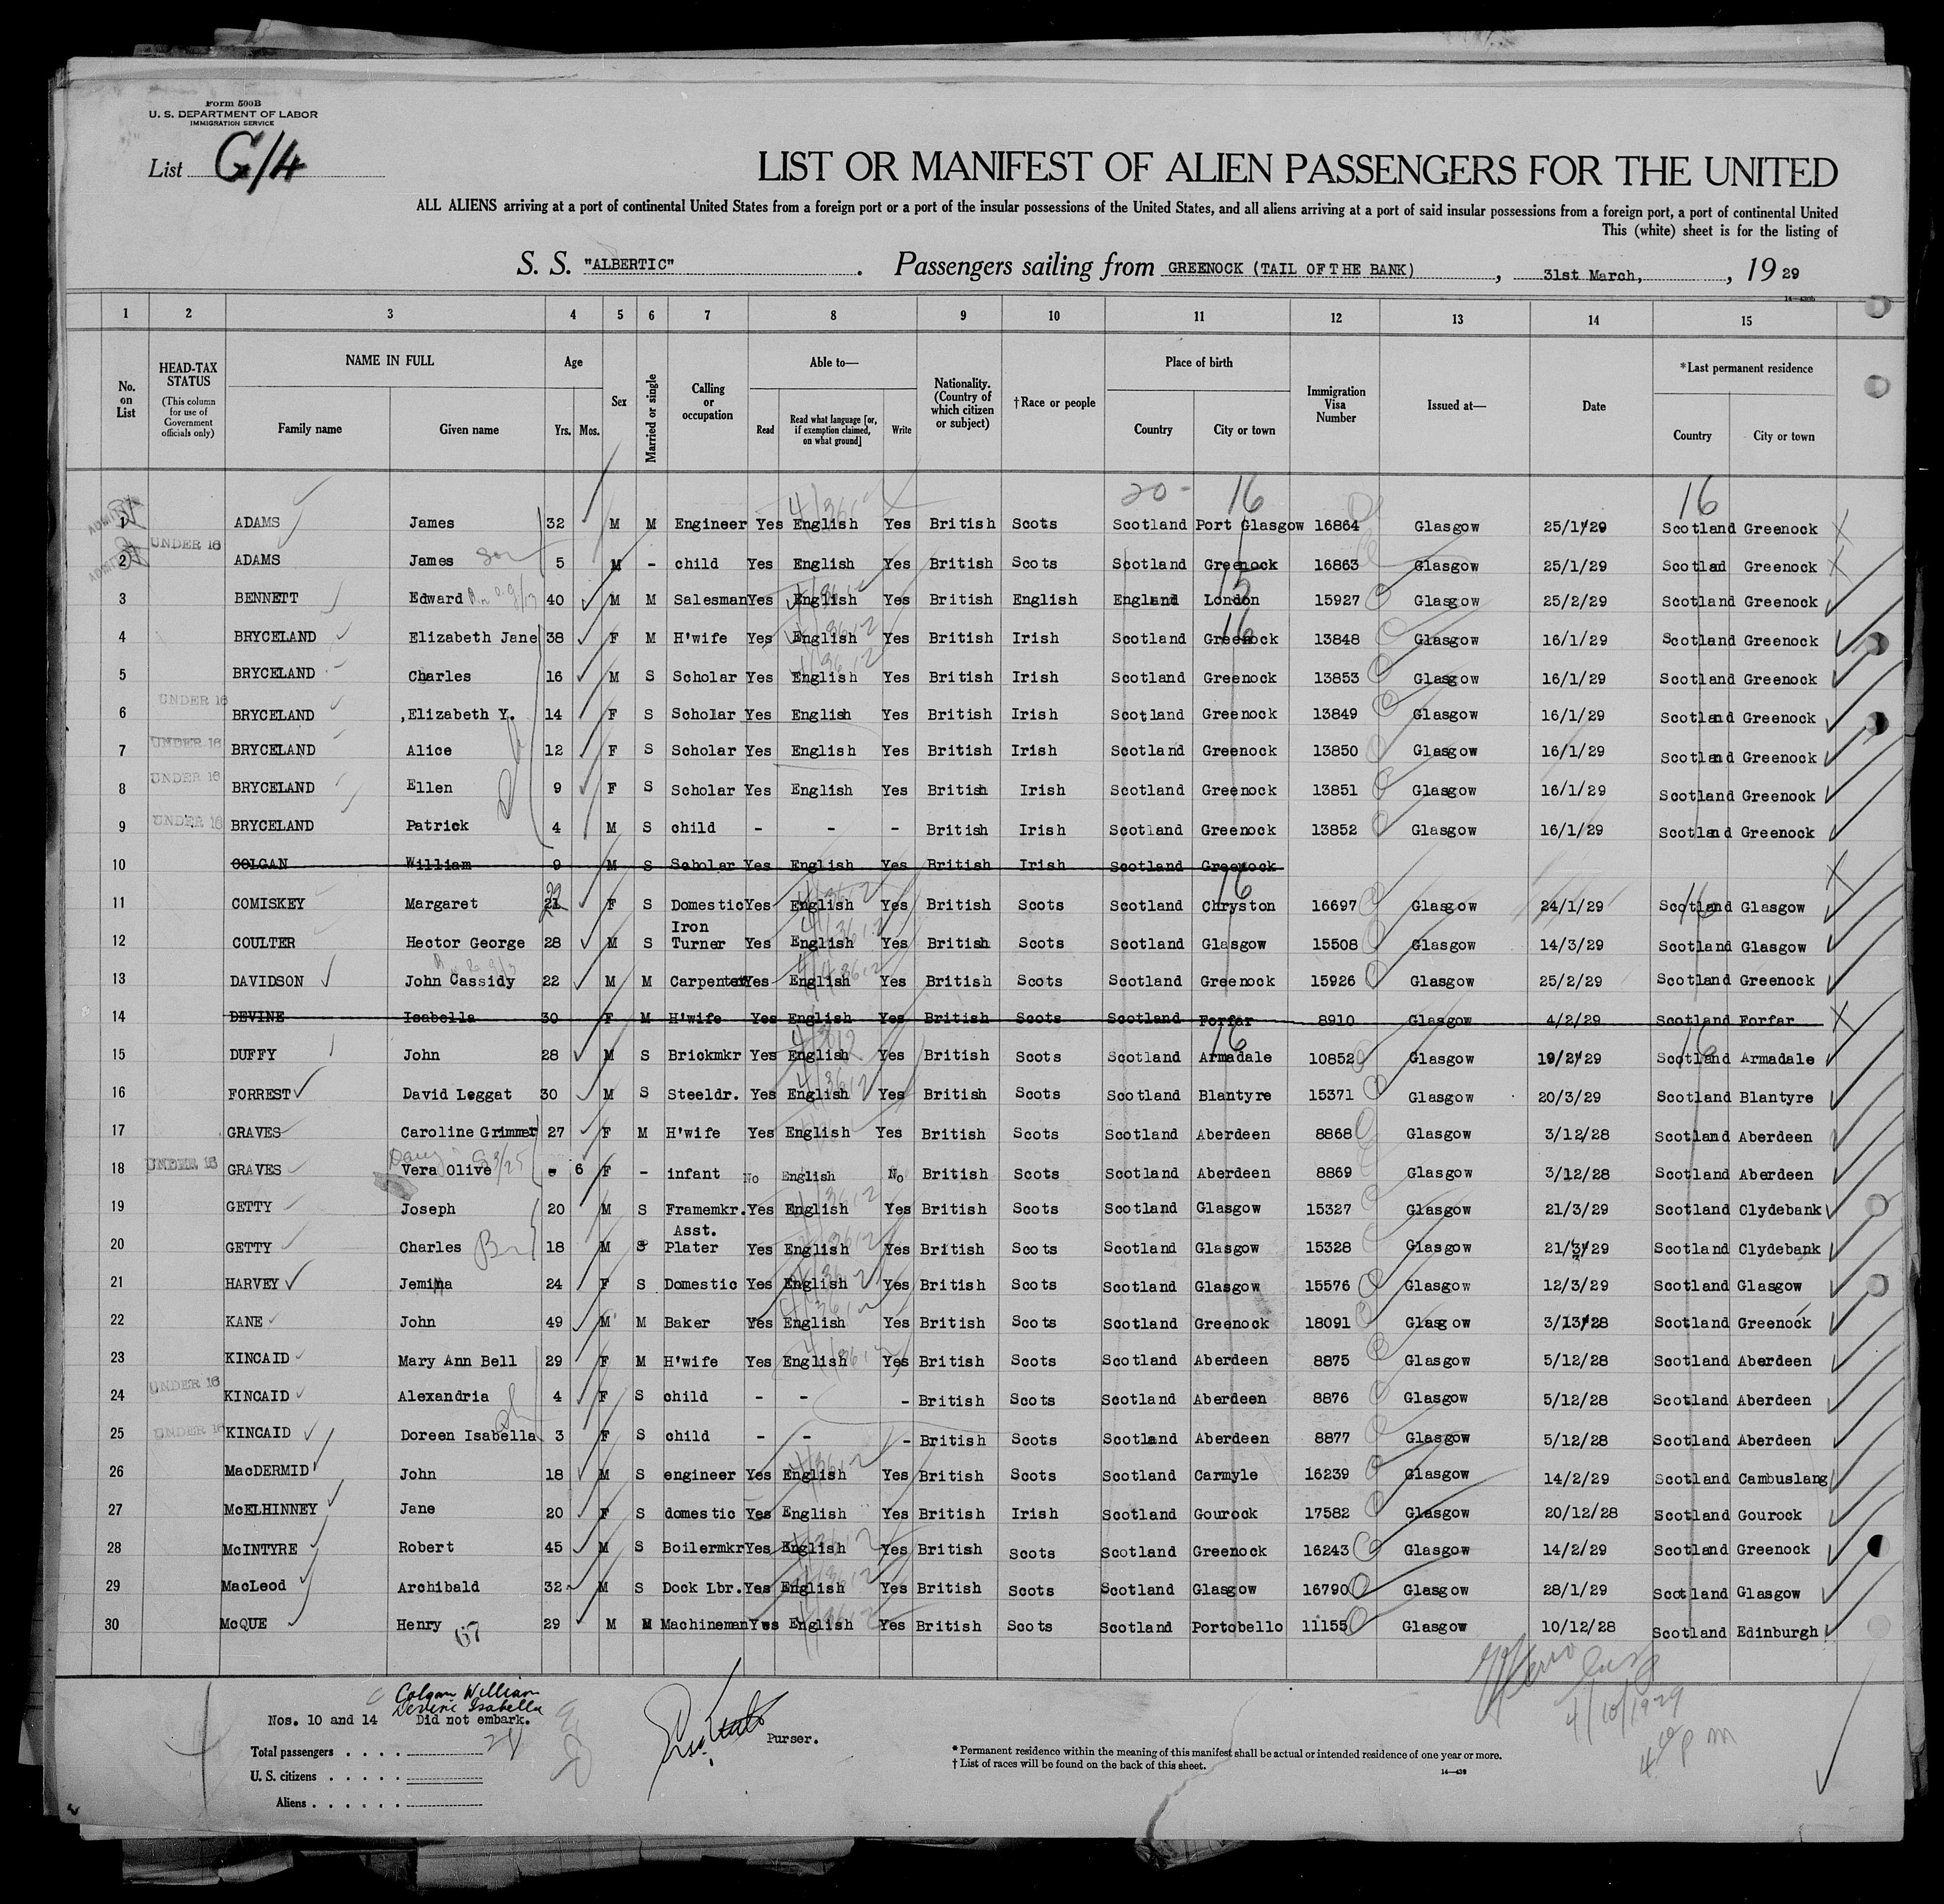 Form 500B
U. S. DEPARTMENT OF LABOR
IMMIGRATION SERVICE
List G/4
LIST OR MANIFEST OF ALIEN PASSENGERS FOR THE UNITED
ALL ALIENS arriving at a port of continental United States from a foreign port or a port of the insular possessions of the United States, and all aliens arriving at a port of said insular possessions from a foreign port, a port of continental United
This (white) sheet is for the listing of
S. S. "ALBERTIC". Passengers sailing from GREENOCK (TAIL OF THE BANK), 31st March, , 19 29
1 2 3 4 5 6 7 8 9 10 11 12 13 14 15
No. on List
HEAD-TAX STATUS (This column for use of Government officials only)
NAME IN FULL Family name Given name
Age Yrs. Mos.
Sex
Married or single
Calling or occupation
Able to— Read Read what language [or, if exemption claimed, on what ground] Write
Nationality. (Country of which citizen or subject)
†Race or people
Place of birth Country City or town
Immigration Visa Number
Issued at—
Date
*Last permanent residence Country City or town
20- 16 16
1 ADAMS James 32 M M Engineer Yes English Yes British Scots Scotland Port Glasgow 16864 Glasgow 25/1/29 Scotland Greenock
2 UNDER 16 ADAMS James son 5 M - child Yes English Yes British Scots Scotland Greenock 16863 Glasgow 25/1/29 Scotlad Greenock
3 BENNETT Edward 40 M M Salesman Yes English Yes British English England London 15927 Glasgow 25/2/29 Scotland Greenock
4 BRYCELAND Elizabeth Jane 38 F M H'wife Yes English Yes British Irish Scotland Greenock 13848 Glasgow 16/1/29 Scotland Greenock
5 BRYCELAND Charles 16 M S Scholar Yes English Yes British Irish Scotland Greenock 13853 Glasgow 16/1/29 Scotland Greenock
6 UNDER 16 BRYCELAND ,Elizabeth Y. 14 F S Scholar Yes English Yes British Irish Scotland Greenock 13849 Glasgow 16/1/29 Scotland Greenock
7 UNDER 16 BRYCELAND Alice 12 F S Scholar Yes English Yes British Irish Scotland Greenock 13850 Glasgow 16/1/29 Scotland Greenock
8 UNDER 16 BRYCELAND Ellen 9 F S Scholar Yes English Yes British Irish Scotland Greenock 13851 Glasgow 16/1/29 Scotland Greenock
9 UNDER 16 BRYCELAND Patrick 4 M S child - - - British Irish Scotland Greenock 13852 Glasgow 16/1/29 Scotland Greenock
10 COLGAN William 9 M S Scholar Yes English Yes British Irish Scotland Greenock
11 COMISKEY Margaret 21 22 F S Domestic Yes English Yes British Scots Scotland Chryston 16697 Glasgow 24/1/29 Scotland Glasgow
12 COULTER Hector George 28 M S Iron Turner Yes English Yes British Scots Scotland Glasgow 15508 Glasgow 14/3/29 Scotland Glasgow
13 DAVIDSON John Cassidy 22 M M Carpenter Yes English Yes British Scots Scotland Greenock 15926 Glasgow 25/2/29 Scotland Greenock
14 DEVINE Isabella 30 F M H'wife Yes English Yes British Scots Scotland Forfar 8910 Glasgow 4/2/29 Scotland Forfar
15 DUFFY John 28 M S Brickmkr Yes English Yes British Scots Scotland Armadale 10852 Glasgow 19/2/29 Scotland Armadale
16 FORREST David Leggat 30 M S Steeldr. Yes English Yes British Scots Scotland Blantyre 15371 Glasgow 20/3/29 Scotland Blantyre
17 GRAVES Caroline Grimmer 27 F M H'wife Yes English Yes British Scots Scotland Aberdeen 8868 Glasgow 3/12/28 Scotland Aberdeen
18 UNDER 16 GRAVES Vera Olive - 6 F - infant No English No British Scots Scotland Aberdeen 8869 Glasgow 3/12/28 Scotland Aberdeen
19 GETTY Joseph 20 M S Framemkr. Yes English Yes British Scots Scotland Glasgow 15327 Glasgow 21/3/29 Scotland Clydebank
20 GETTY Charles Br 18 M S Asst. Plater Yes English Yes British Scots Scotland Glasgow 15328 Glasgow 21/3/29 Scotland Clydebank
21 HARVEY Jemima 24 F S Domestic Yes English Yes British Scots Scotland Glasgow 15576 Glasgow 12/3/29 Scotland Glasgow
22 KANE John 49 M M Baker Yes English Yes British Scots Scotland Greenock 18091 Glasgow 3/13/28 Scotland Greenock
23 KINCAID Mary Ann Bell 29 F M H'wife Yes English Yes British Scots Scotland Aberdeen 8875 Glasgow 5/12/28 Scotland Aberdeen
24 UNDER 16 KINCAID Alexandria 4 F S child - - - British Scots Scotland Aberdeen 8876 Glasgow 5/12/28 Scotland Aberdeen
25 UNDER 16 KINCAID Doreen Isabella 3 F S child - - - British Scots Scotland Aberdeen 8877 Glasgow 5/12/28 Scotland Aberdeen
26 MacDERMID John 18 M S engineer Yes English Yes British Scots Scotland Carmyle 16239 Glasgow 14/2/29 Scotland Cambuslang
27 McELHINNEY Jane 20 F S domestic Yes English Yes British Irish Scotland Gourock 17582 Glasgow 20/12/28 Scotland Gourock
28 McINTYRE Robert 45 M S Boilermkr Yes English Yes British Scots Scotland Greenock 16243 Glasgow 14/2/29 Scotland Greenock
29 MacLeod Archibald 32 M S Dock Lbr. Yes English Yes British Scots Scotland Glasgow 16790 Glasgow 28/1/29 Scotland Glasgow
30 McQUE Henry 29 M M Machineman Yes English Yes British Scots Scotland Portobello 11155 Glasgow 10/12/28 Scotland Edinburgh
Colgan William
Devine Isabella
Nos. 10 and 14 Did not embark.
Purser.
Total passengers . . . .
U. S. citizens . . . . .
Aliens . . . . . .
4/10/1929
4 p m
* Permanent residence within the meaning of this manifest shall be actual or intended residence of one year or more.
† List of races will be found on the back of this sheet.
14—439